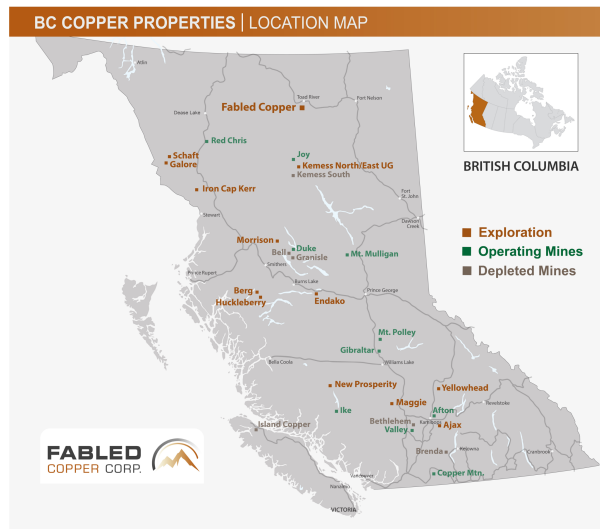 BC COPPER PROPERTIES | LOCATION MAP
Atlin
Toad River
Fort Nelson
Fabled Copper
Dease Lake
Red Chris
BRITISH COLUMBIA
Schaft
Galore
Joy
Kemess North/East UG
Kemess South
Iron Cap Kerr
Fort
St. John
Stewart
Dawson
Creek
Exploration
Operating Mines
Depleted Mines
Morrison
Bell
Duke
Granisle
Mt. Mulligan
Smithers
Prince Rupert
Burns Lake
Prince George
Berg
Huckleberry
Endako
Mt. Polley
Gibraltar
Bella Coola
Williams Lake
New Prosperity
Yellowhead
Maggie
Revelstoke
Ike
Afton
Island Copper
Bethlehem
Kamloops
Valley
Ajax
Brenda
Kelowna
Cranbrook
FABLED
COPPER CORP.
Vancouver
Copper Mtn.
Nanaimo
VICTORIA